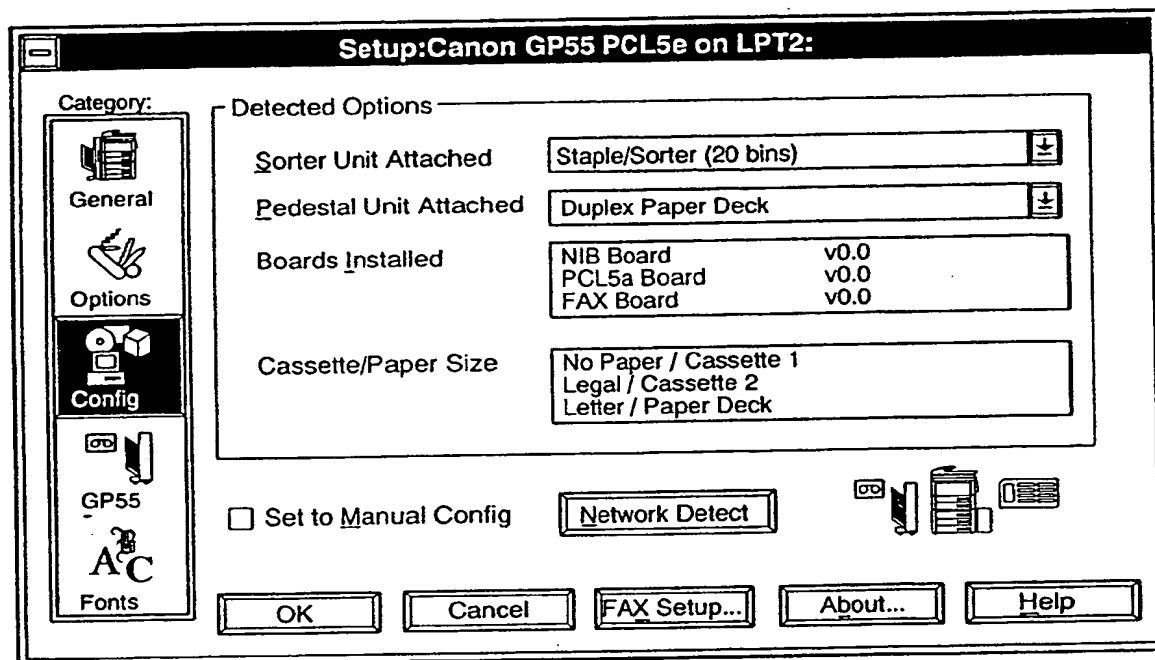 Setup:Canon GP55 PCL5e on LPT2:
Category:
General
Options
Config
GP55
Fonts
Detected Options
Sorter Unit Attached Staple/Sorter (20 bins)
Pedestal Unit Attached Duplex Paper Deck
Boards Installed
NIB Board v0.0
PCL5a Board v0.0
FAX Board v0.0
Cassette/Paper Size
No Paper / Cassette 1
Legal / Cassette 2
Letter / Paper Deck
Set to Manual Config Network Detect
OK Cancel FAX Setup... About... Help